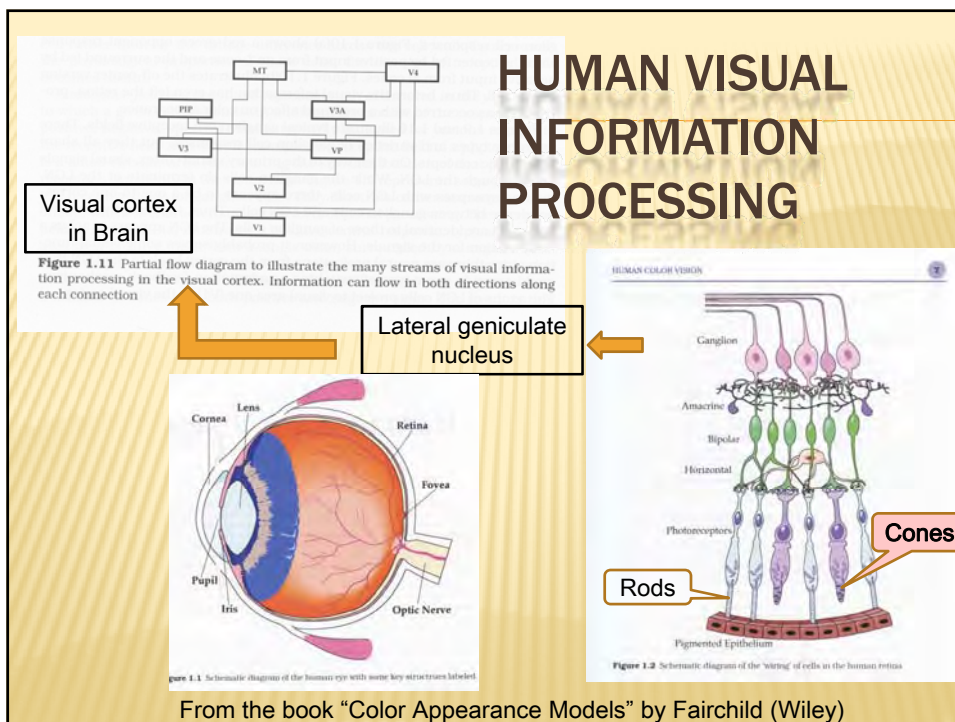 HUMAN VISUAL
INFORMATION
PROCESSING
MT
V4
PIP
V3A
V3
VP
V2
V1
Visual cortex
in Brain
Figure 1.11 Partial flow diagram to illustrate the many streams of visual informa-
tion processing in the visual cortex. Information can flow in both directions along
each connection
Lateral geniculate
nucleus
HUMAN COLOR VISION
7
Ganglion
Amacrine
Bipolar
Horizontal
Photoreceptors
Cones
Rods
Pigmented Epithelium
Figure 1.2 Schematic diagram of the 'wiring' of cells in the human retina
Lens
Cornea
Retina
Fovea
Pupil
Iris
Optic Nerve
gure 1.1 Schematic diagram of the human eye with some key structures labeled
From the book “Color Appearance Models” by Fairchild (Wiley)